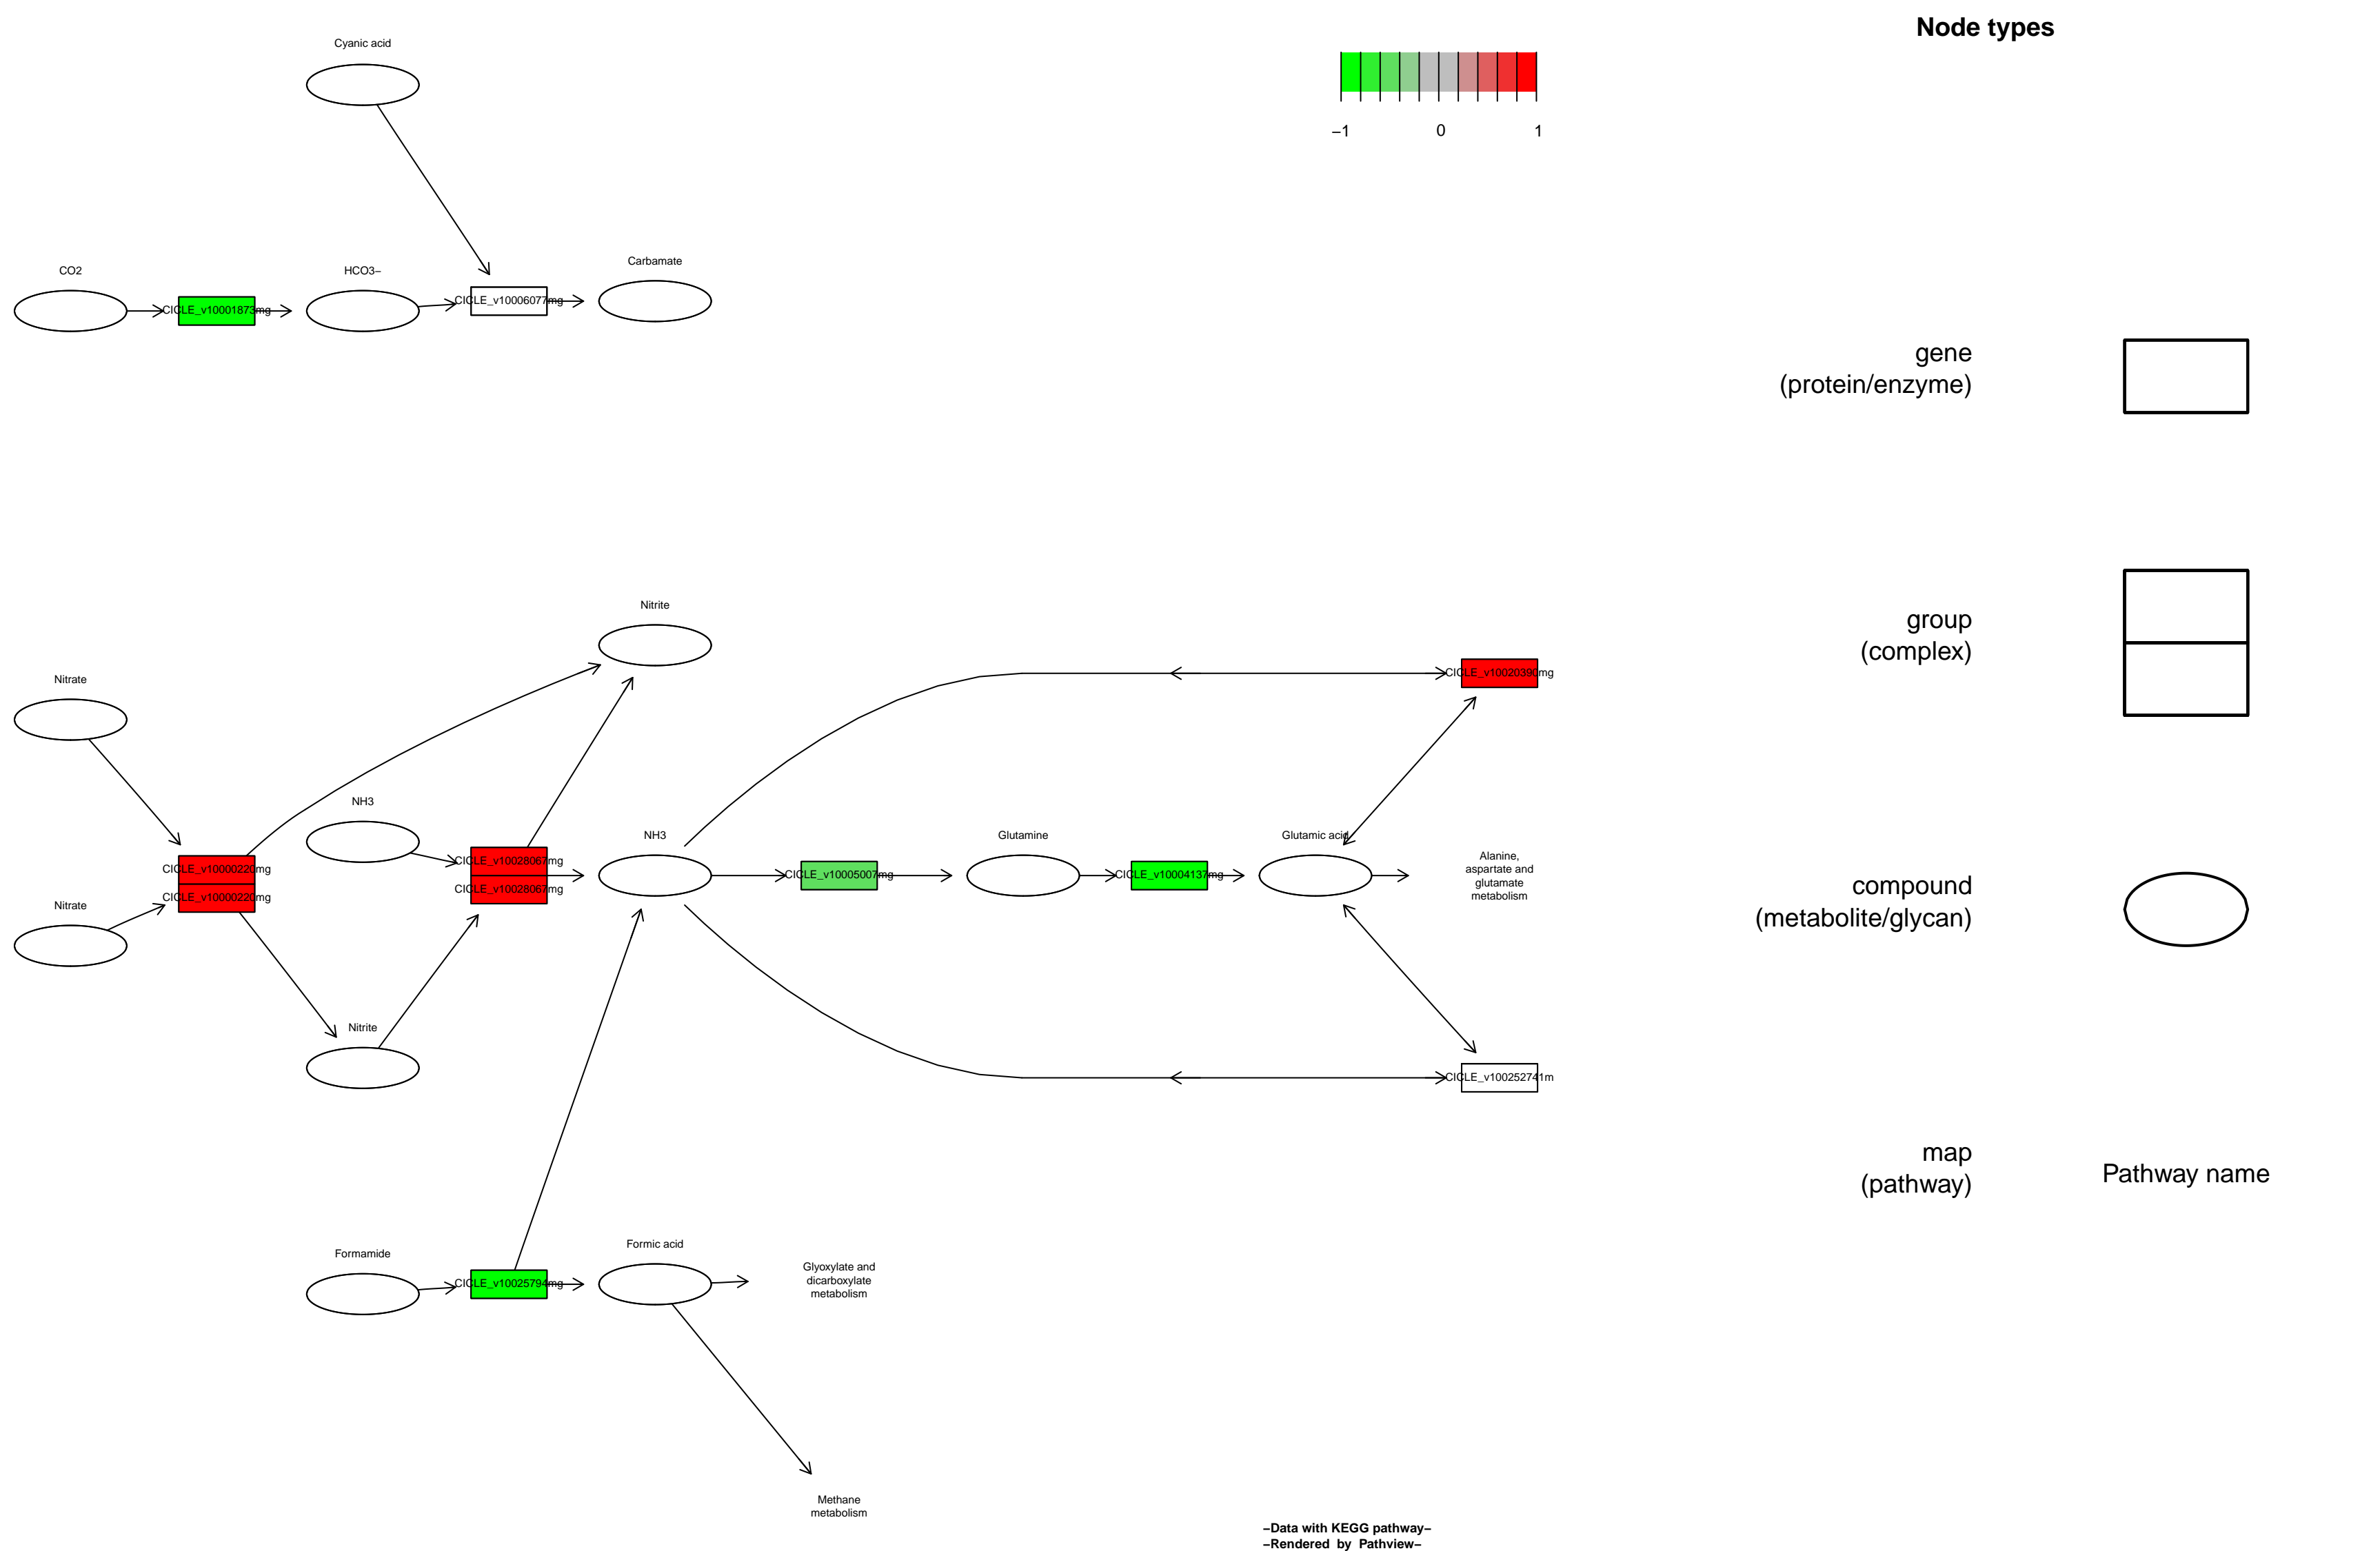 Node types
Cyanic acid
−1
0
1
CO2
HCO3−
Carbamate
CICLE_v10001873mg
CICLE_v10006077mg
gene
(protein/enzyme)
Nitrite
group
(complex)
Nitrate
CICLE_v10020390mg
NH3
NH3
Glutamine
Glutamic acid
CICLE_v10000220mg
CICLE_v10000220mg
CICLE_v10028067mg
CICLE_v10028067mg
CICLE_v10005007mg
CICLE_v10004137mg
Alanine,
aspartate and
glutamate
metabolism
compound
(metabolite/glycan)
Nitrate
Nitrite
CICLE_v100252741m
map
(pathway)
Pathway name
Formamide
Formic acid
CICLE_v10025794mg
Glyoxylate and
dicarboxylate
metabolism
Methane
metabolism
−Data with KEGG pathway−
−Rendered by Pathview−